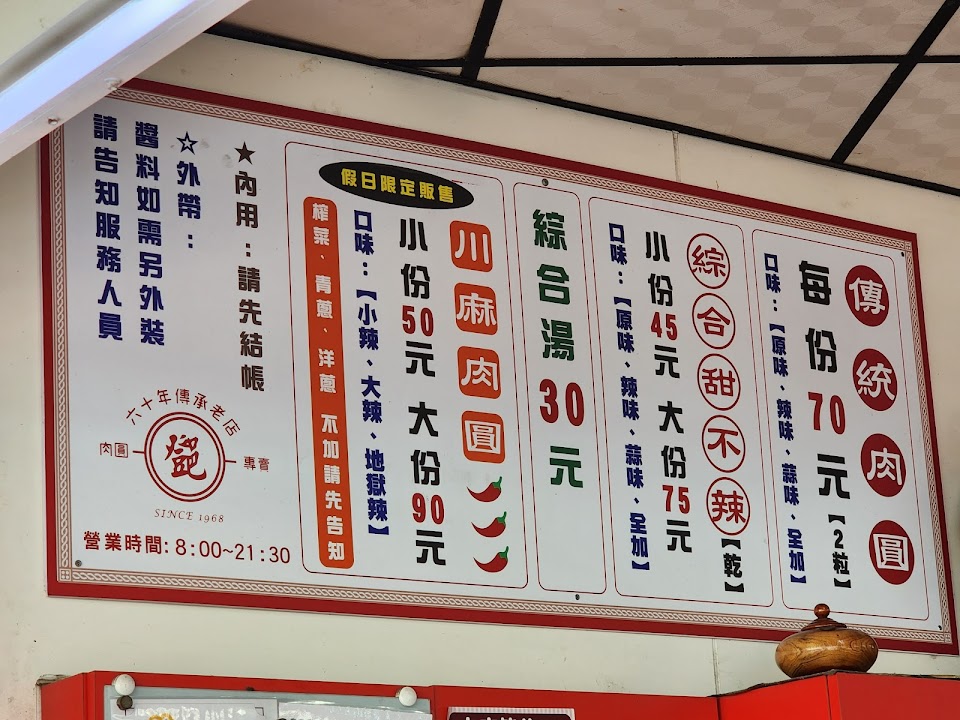 傳統肉圓
每份70元【2粒】
口味：【原味、辣味、蒜味、全加】
綜合甜不辣【乾】
小份45元 大份75元
口味：【原味、辣味、蒜味、全加】
綜合湯30元
假日限定販售
川麻肉圓
小份50元 大份90元
口味：【小辣、大辣、地獄辣】
榨菜、青蔥、洋蔥 不加請先告知
★內用：請先結帳
☆外帶：
醬料如需另外裝
請告知服務人員
六十年傳承老店
肉圓 專賣
SINCE 1968
營業時間: 8:00~21:30